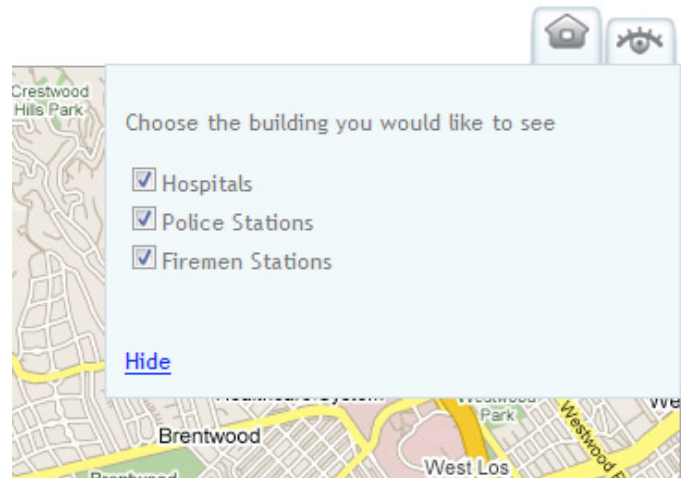 Crestwood
Hills Park
Choose the building you would like to see
Hospitals
Police Stations
Firemen Stations
Hide
Park
Brentwood
Westwood
West Los